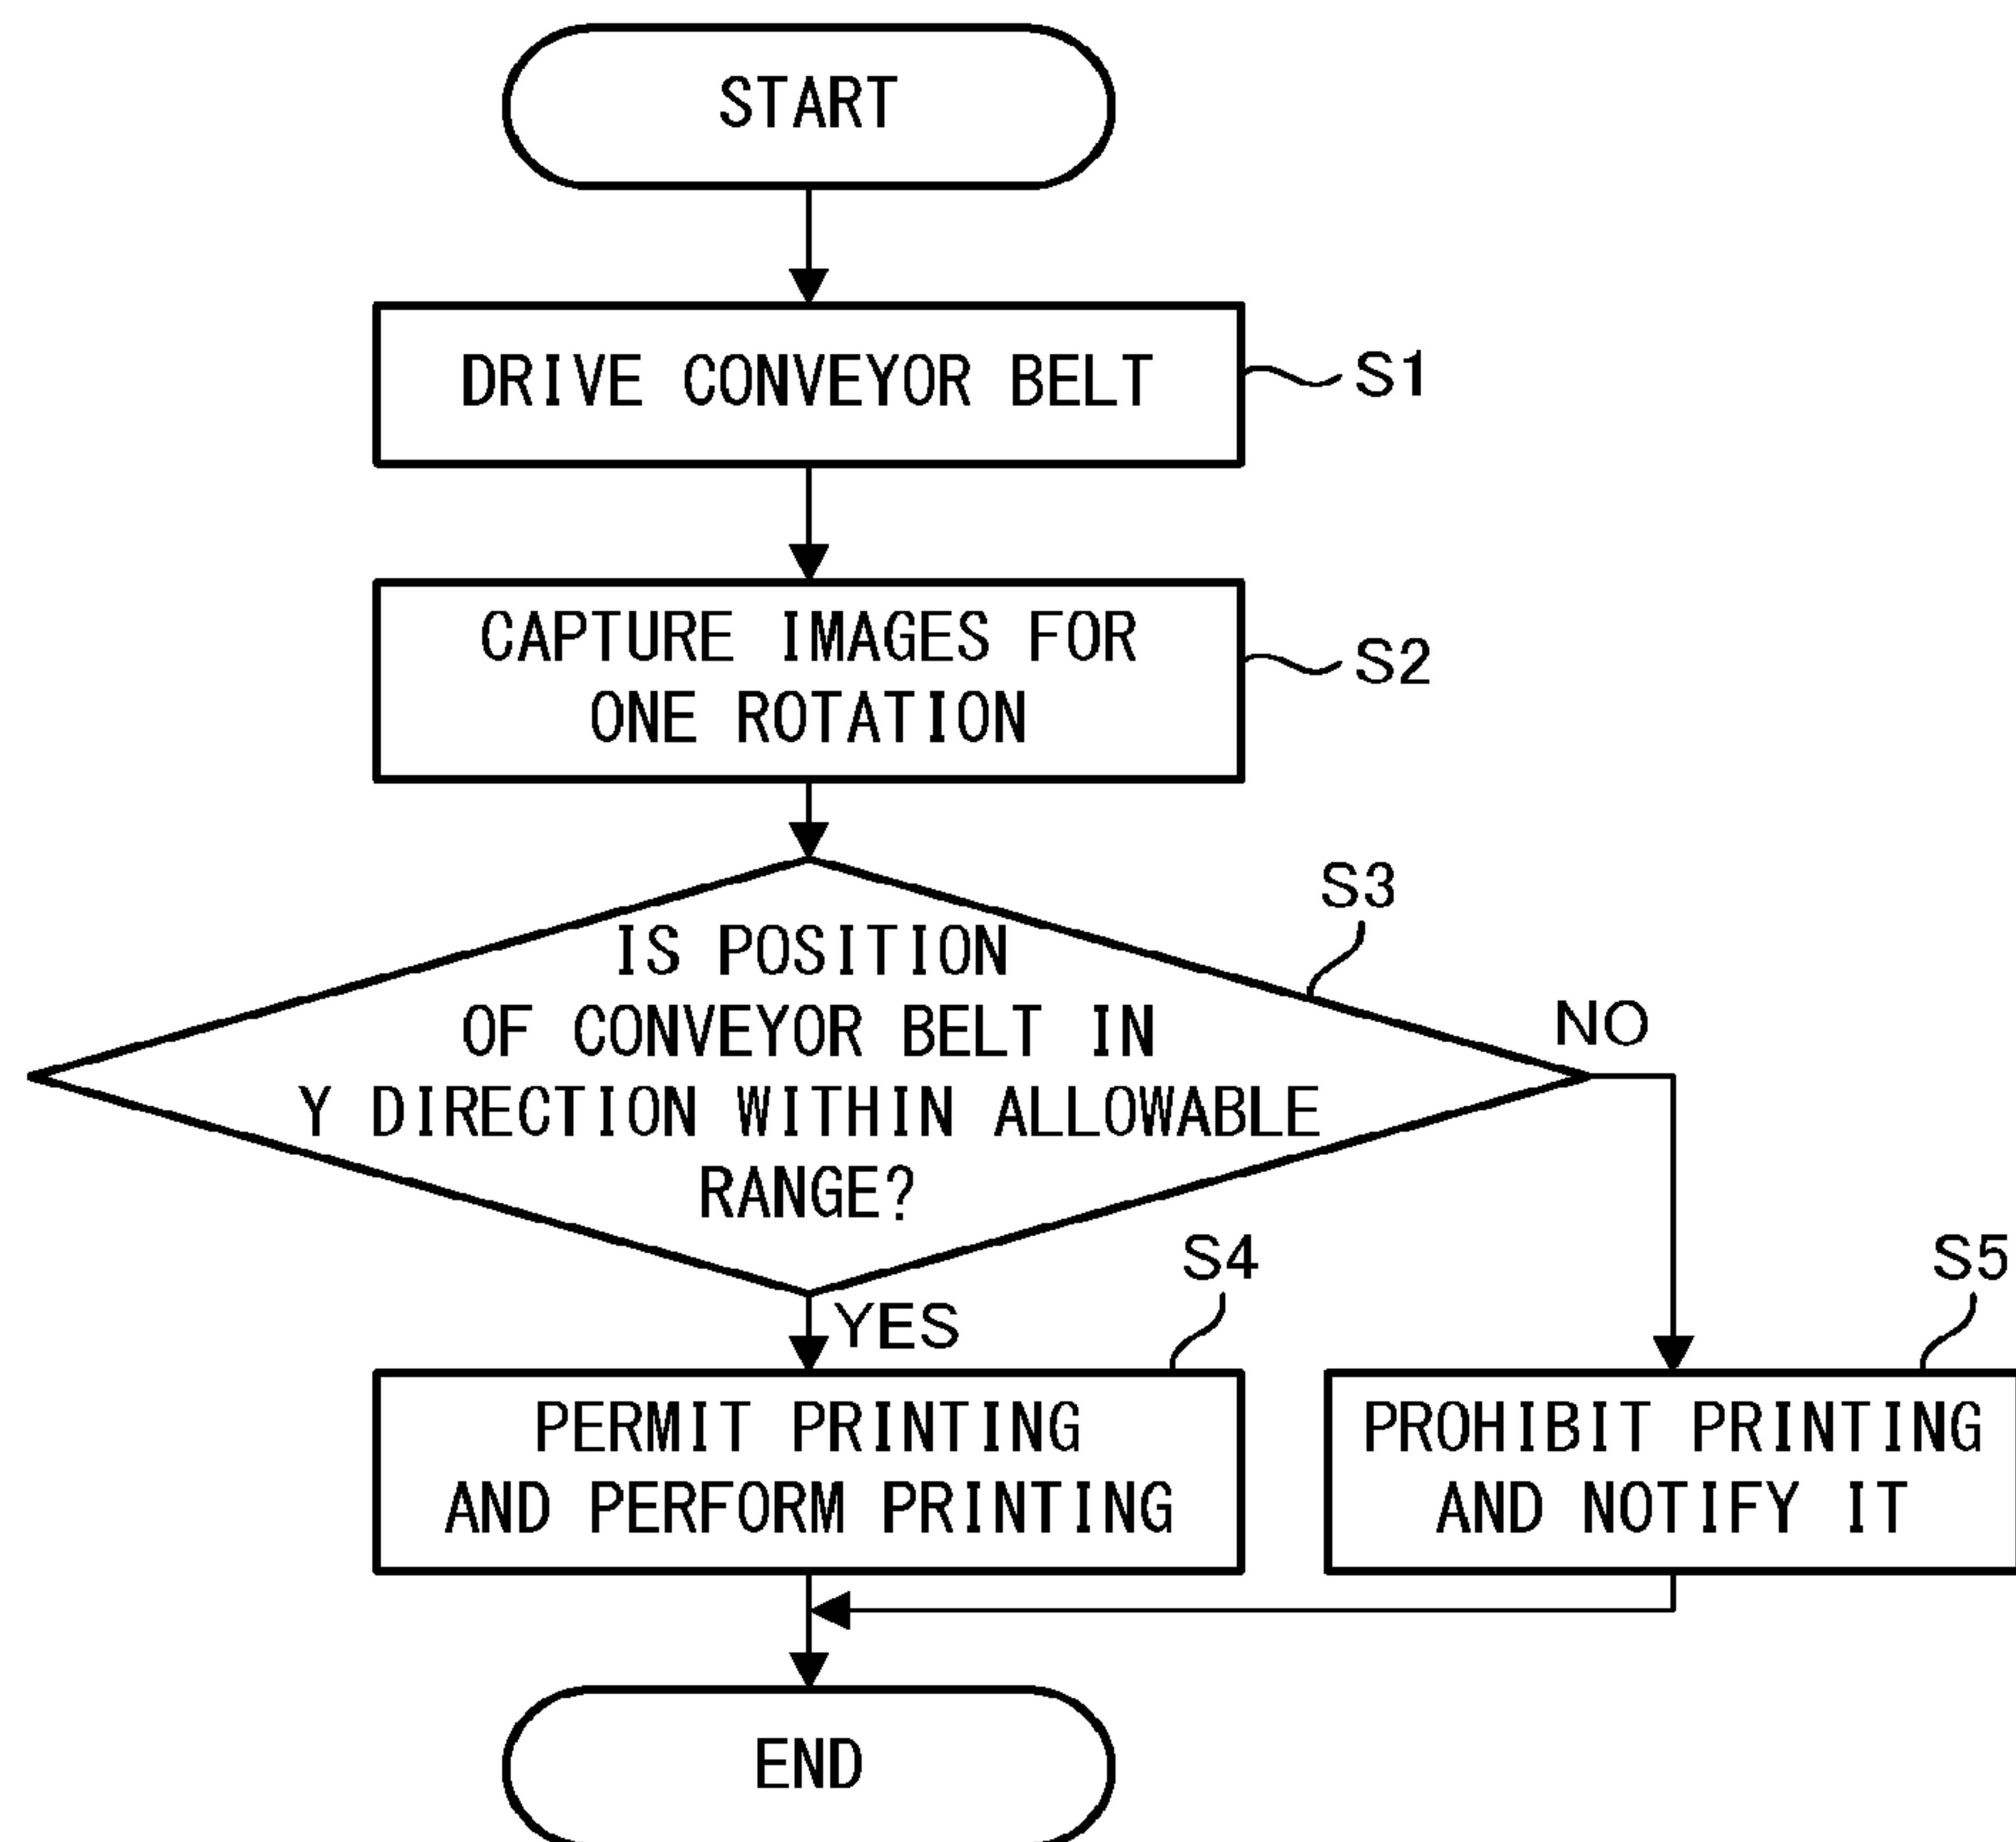 START
DRIVE CONVEYOR BELT
S1
CAPTURE IMAGES FOR
ONE ROTATION
S2
S3
IS POSITION
OF CONVEYOR BELT IN
Y DIRECTION WITHIN ALLOWABLE
RANGE?
NO
YES
S4
S5
PERMIT PRINTING
AND PERFORM PRINTING
PROHIBIT PRINTING
AND NOTIFY IT
END